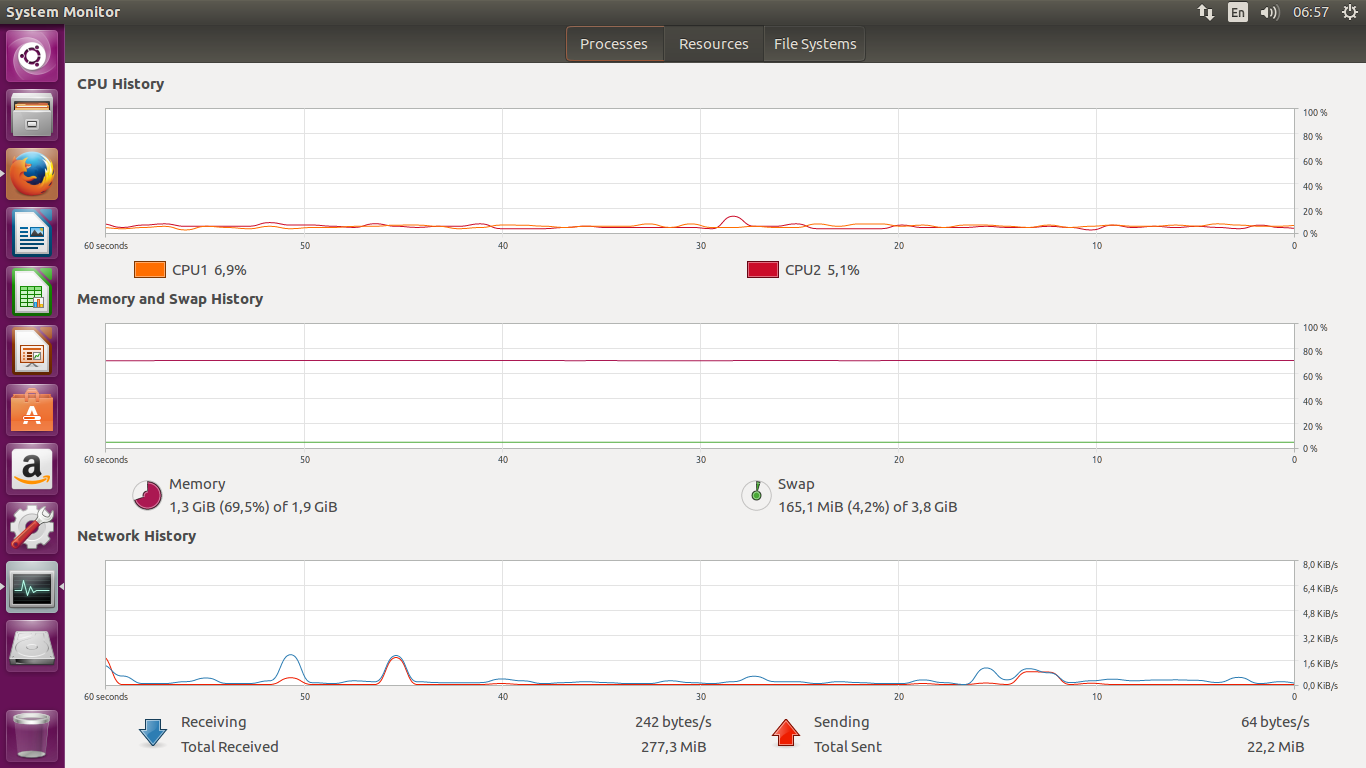 System Monitor
En
06:57
Processes
Resources
File Systems
CPU History
100 %
80 %
60 %
40 %
20 %
0 %
60 seconds
50
40
30
20
10
0
CPU1 6,9%
CPU2 5,1%
Memory and Swap History
100 %
80 %
60 %
40 %
20 %
0 %
60 seconds
50
40
30
20
10
0
Memory
1,3 GiB (69,5%) of 1,9 GiB
Swap
165,1 MiB (4,2%) of 3,8 GiB
Network History
8,0 KiB/s
6,4 KiB/s
4,8 KiB/s
3,2 KiB/s
1,6 KiB/s
0,0 KiB/s
60 seconds
50
40
30
20
10
0
Receiving 242 bytes/s
Total Received 277,3 MiB
Sending 64 bytes/s
Total Sent 22,2 MiB
A
a